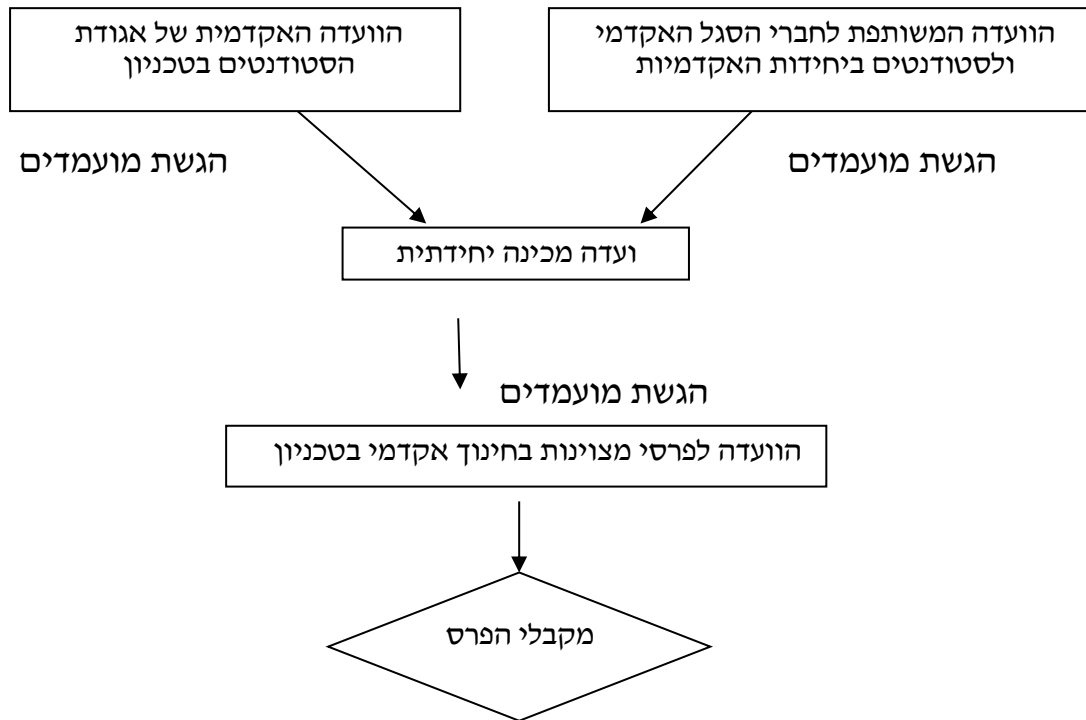 הוועדה המשותפת לחברי הסגל האקדמי
ולסטודנטים ביחידות האקדמיות
הוועדה האקדמית של אגודת
הסטודנטים בטכניון
הגשת מועמדים
הגשת מועמדים
ועדה מכינה יחידתית
הגשת מועמדים
הוועדה לפרסי מצוינות בחינוך אקדמי בטכניון
מקבלי הפרס